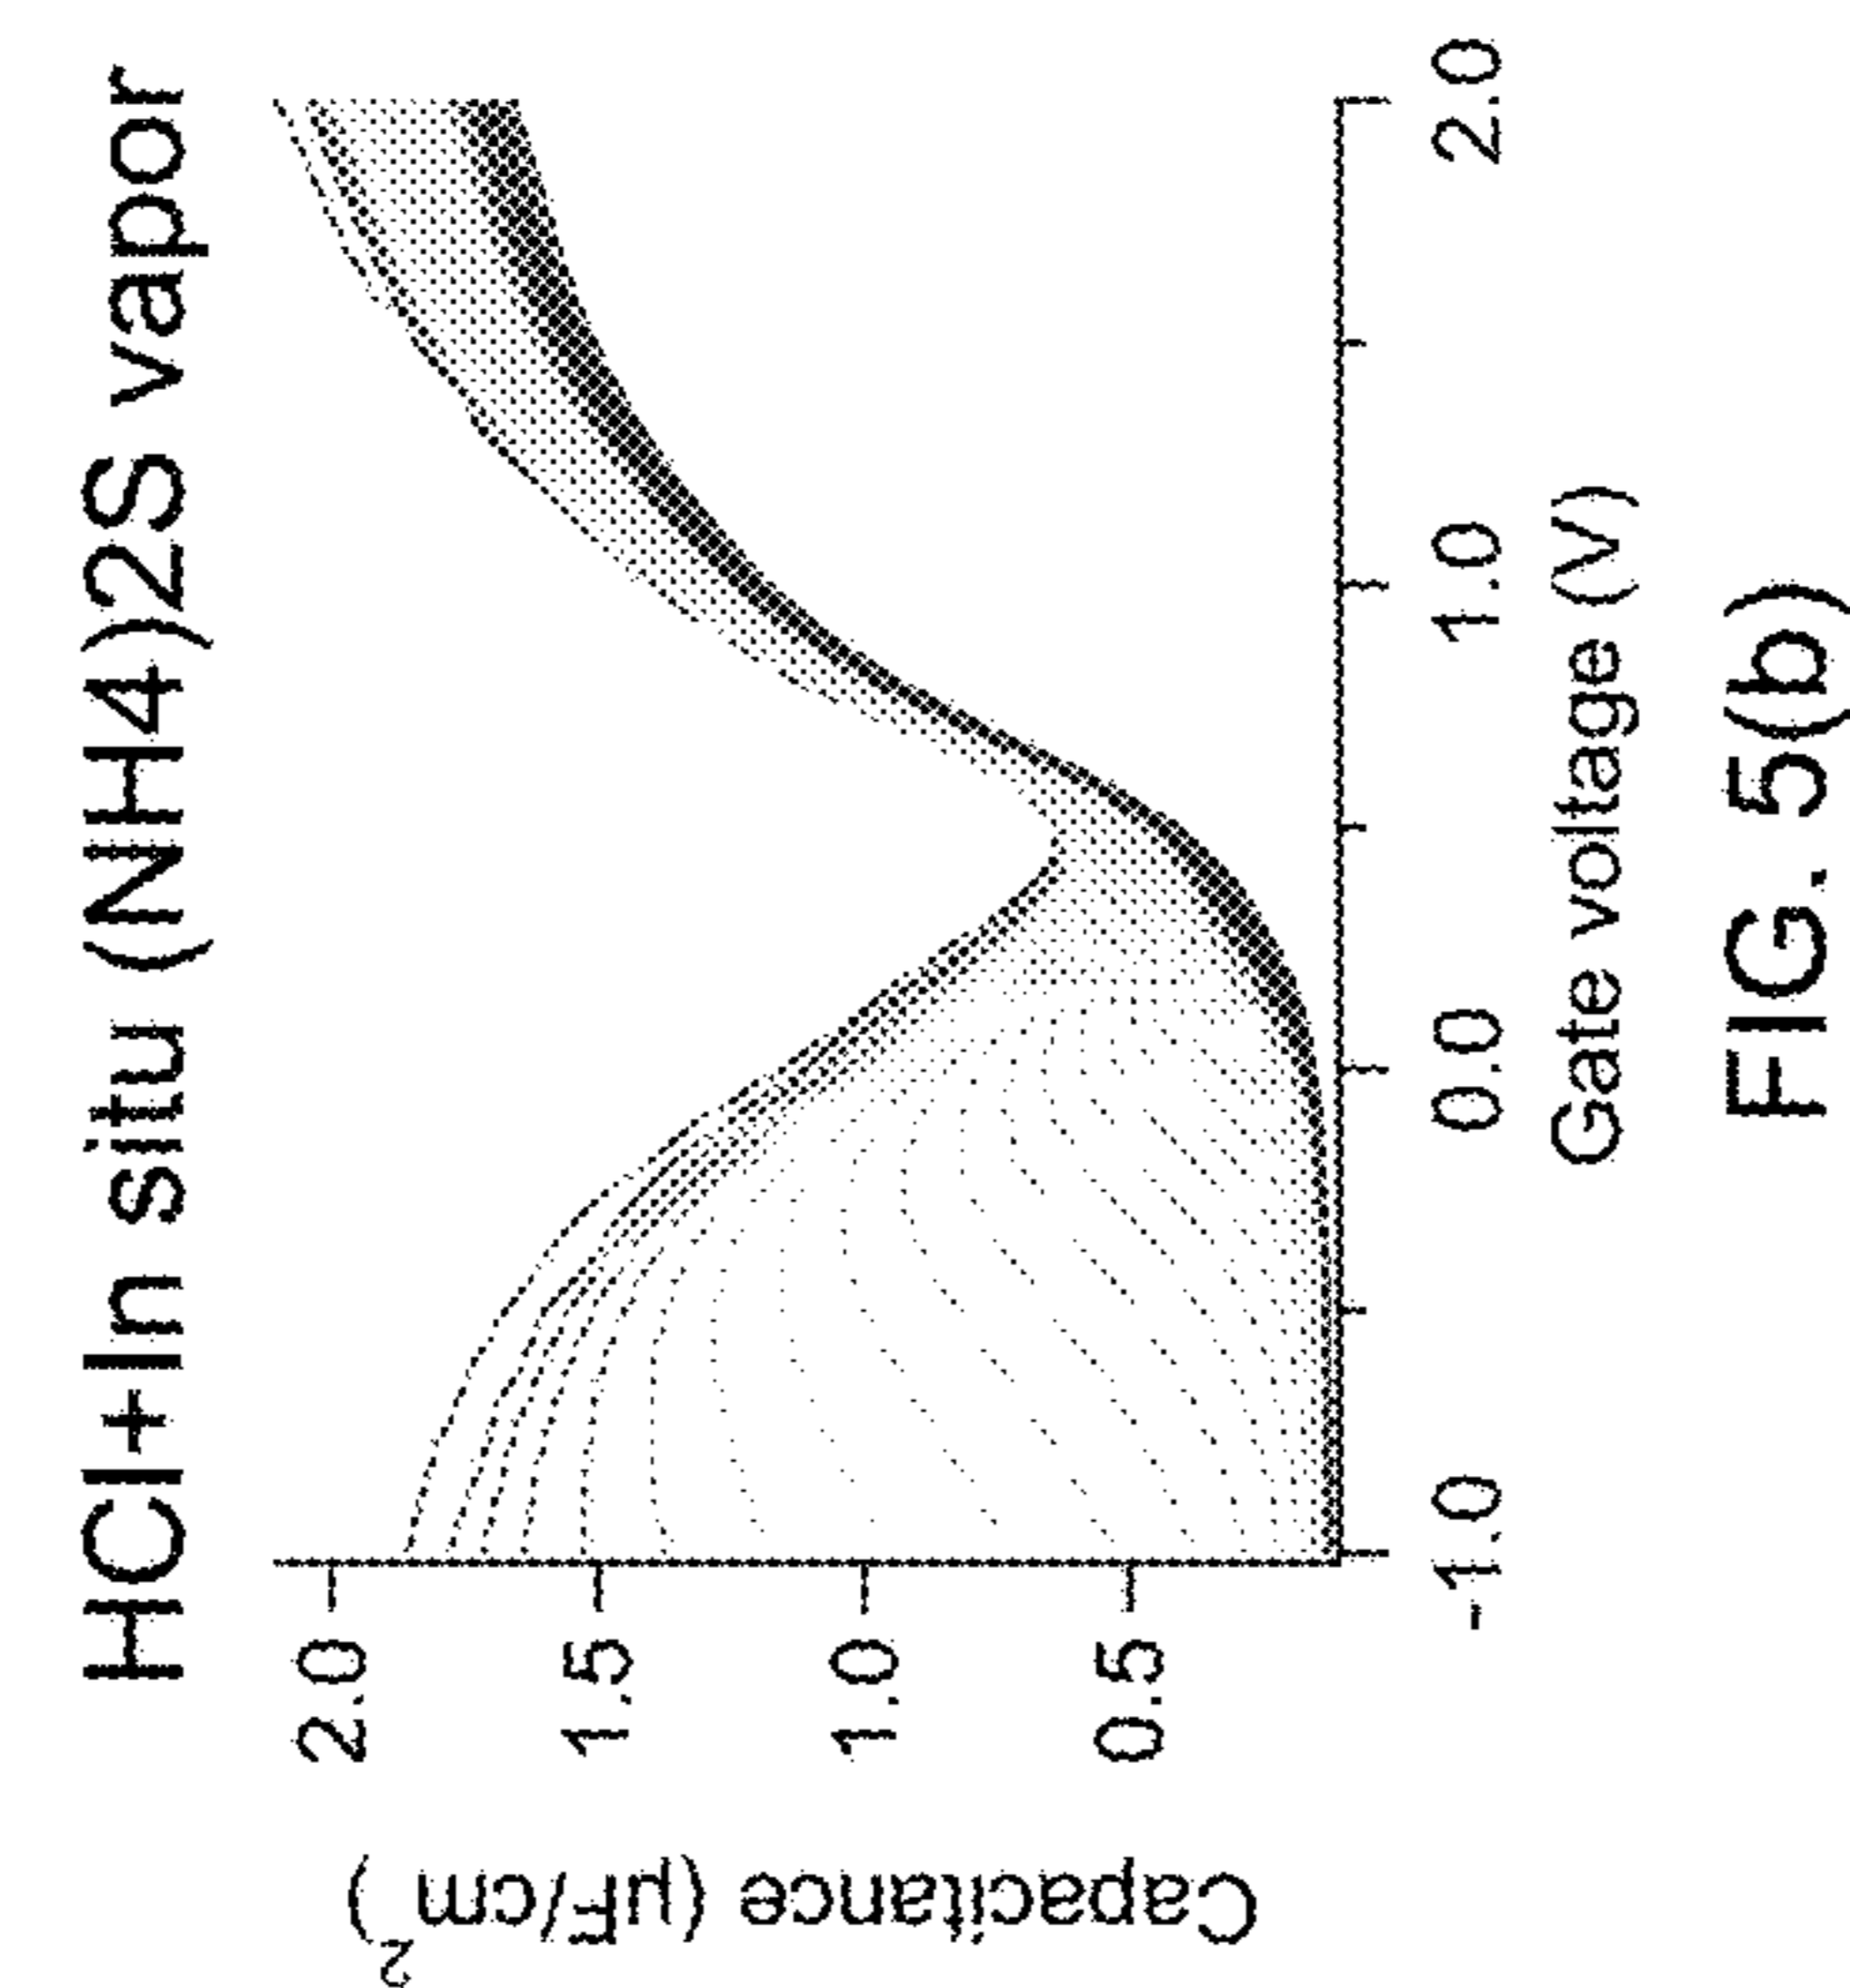 HCl+In situ (NH4)2S vapor
Capacitance (µF/cm²)
2.0
1.5
1.0
0.5
-1.0 0.0 1.0 2.0
Gate voltage (V)
FIG. 5(b)